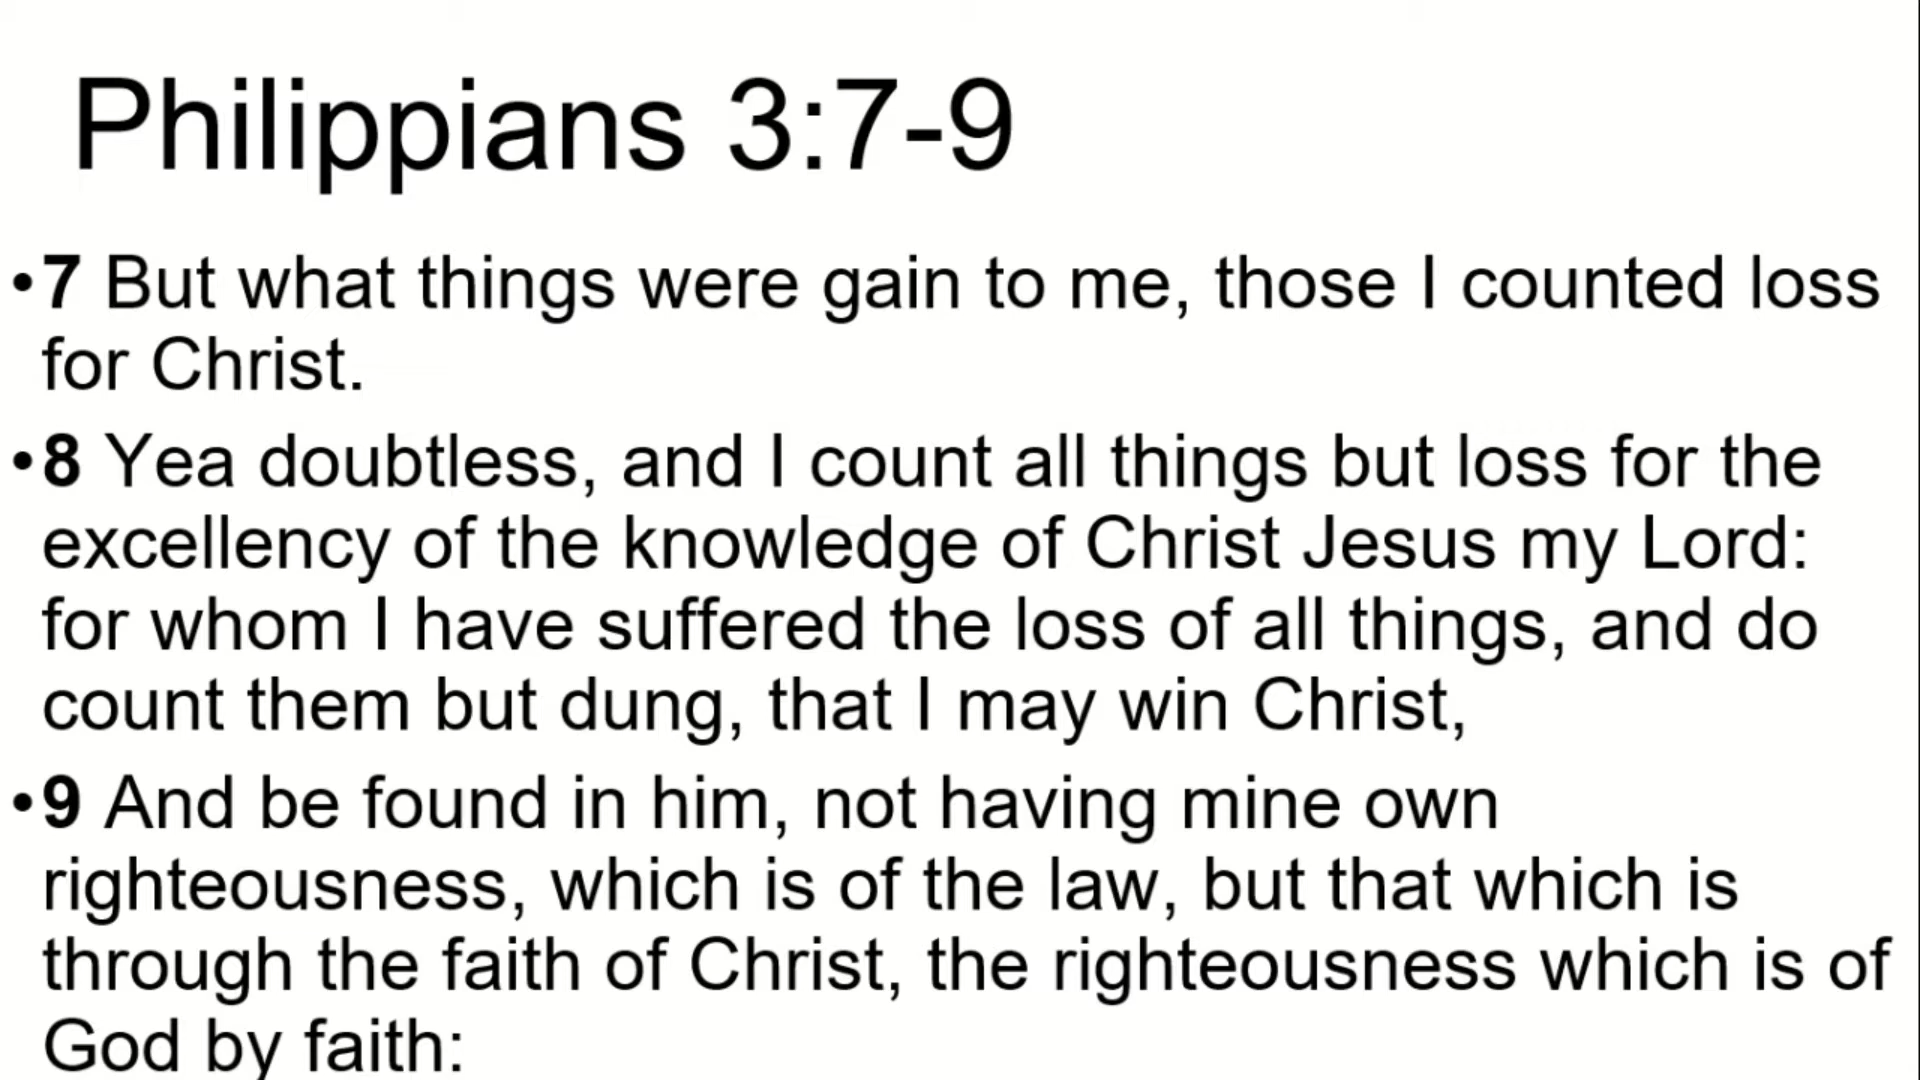 Philippians 3:7-9
•7 But what things were gain to me, those I counted loss
for Christ.
•8 Yea doubtless, and I count all things but loss for the
excellency of the knowledge of Christ Jesus my Lord:
for whom I have suffered the loss of all things, and do
count them but dung, that I may win Christ,
•9 And be found in him, not having mine own
righteousness, which is of the law, but that which is
through the faith of Christ, the righteousness which is of
God by faith: